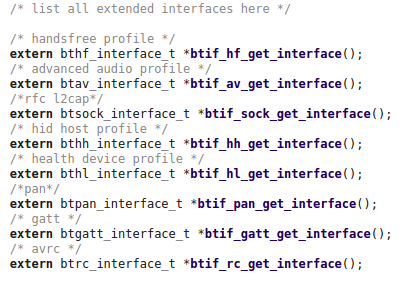 /* list all extended interfaces here */

/* handsfree profile */
extern bthf_interface_t *btif_hf_get_interface();
/* advanced audio profile */
extern btav_interface_t *btif_av_get_interface();
/*rfc l2cap*/
extern btsock_interface_t *btif_sock_get_interface();
/* hid host profile */
extern bthh_interface_t *btif_hh_get_interface();
/* health device profile */
extern bthl_interface_t *btif_hl_get_interface();
/*pan*/
extern btpan_interface_t *btif_pan_get_interface();
/* gatt */
extern btgatt_interface_t *btif_gatt_get_interface();
/* avrc */
extern btrc_interface_t *btif_rc_get_interface();